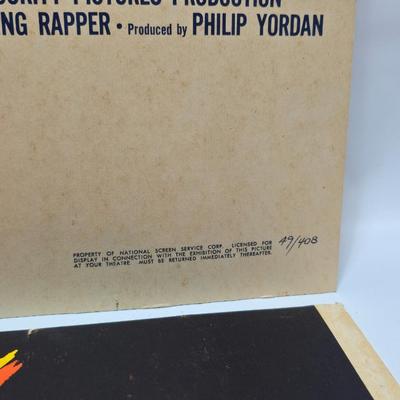 PICTURES PRODUCTION
ING RAPPER • Produced by PHILIP YORDAN
PROPERTY OF NATIONAL SCREEN SERVICE CORP. LICENSED FOR
DISPLAY IN CONNECTION WITH THE EXHIBITION OF THIS PICTURE
AT YOUR THEATRE. MUST BE RETURNED IMMEDIATELY THEREAFTER.
49/408